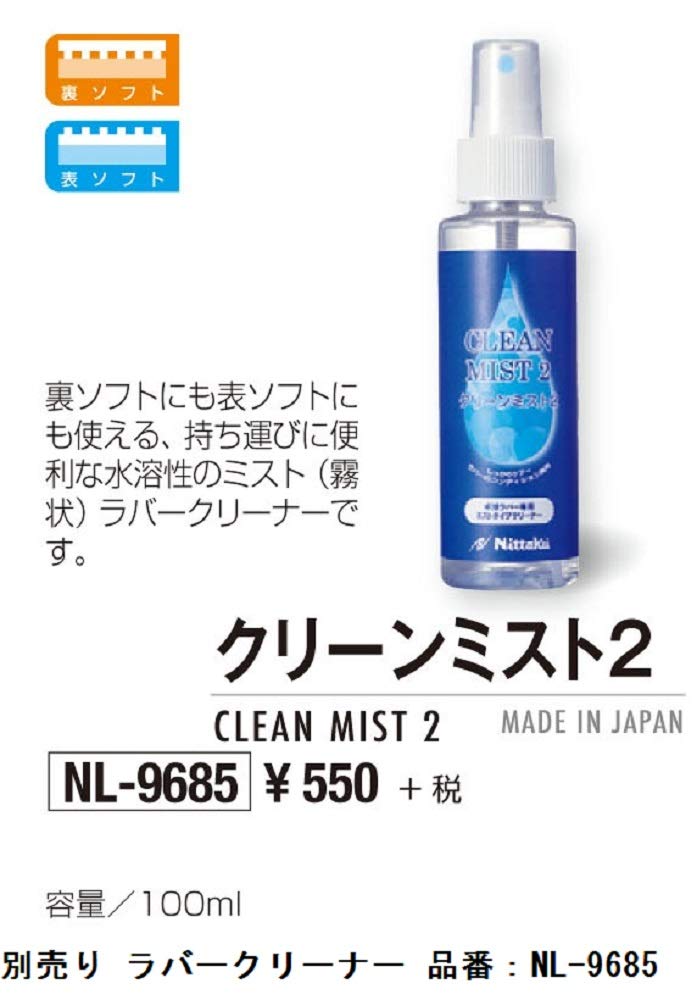 裏ソフト
表ソフト
CLEAN
MIST 2
クリーンミスト2
Nittaku
裏ソフトにも表ソフトに
も使える、持ち運びに便
利な水溶性のミスト（霧
状）ラバークリーナーで
す。
クリーンミスト2
CLEAN MIST 2
MADE IN JAPAN
NL-9685 ¥550 +税
容量／100ml
別売り ラバークリーナー 品番：NL-9685